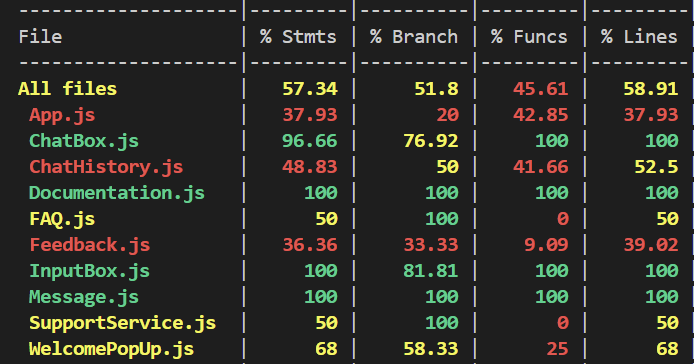 --------------------|---------|----------|---------|---------|
File                | % Stmts | % Branch | % Funcs | % Lines |
--------------------|---------|----------|---------|---------|
All files           |   57.34 |     51.8 |   45.61 |   58.91 |
 App.js             |   37.93 |       20 |   42.85 |   37.93 |
 ChatBox.js         |   96.66 |    76.92 |     100 |     100 |
 ChatHistory.js     |   48.83 |       50 |   41.66 |    52.5 |
 Documentation.js   |     100 |      100 |     100 |     100 |
 FAQ.js             |      50 |      100 |       0 |      50 |
 Feedback.js        |   36.36 |    33.33 |    9.09 |   39.02 |
 InputBox.js        |     100 |    81.81 |     100 |     100 |
 Message.js         |     100 |      100 |     100 |     100 |
 SupportService.js  |      50 |      100 |       0 |      50 |
 WelcomePopUp.js    |      68 |    58.33 |      25 |      68 |